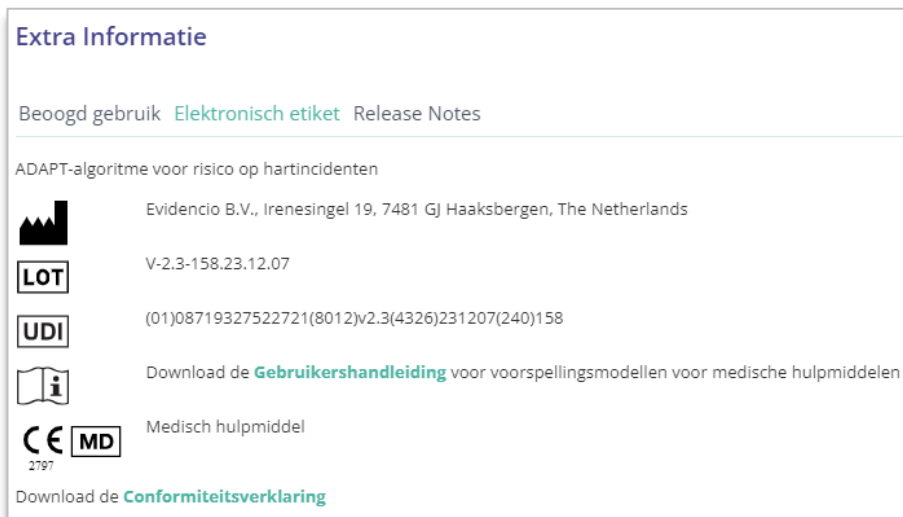 Extra Informatie
Beoogd gebruik Elektronisch etiket Release Notes
ADAPT-algoritme voor risico op hartincidenten
Evidencio B.V., Irenesingel 19, 7481 GJ Haaksbergen, The Netherlands
LOT
V-2.3-158.23.12.07
UDI
(01)08719327522721(8012)v2.3(4326)231207(240)158
i
Download de Gebruikershandleiding voor voorspellingsmodellen voor medische hulpmiddelen
CE MD
Medisch hulpmiddel
2797
Download de Conformiteitsverklaring